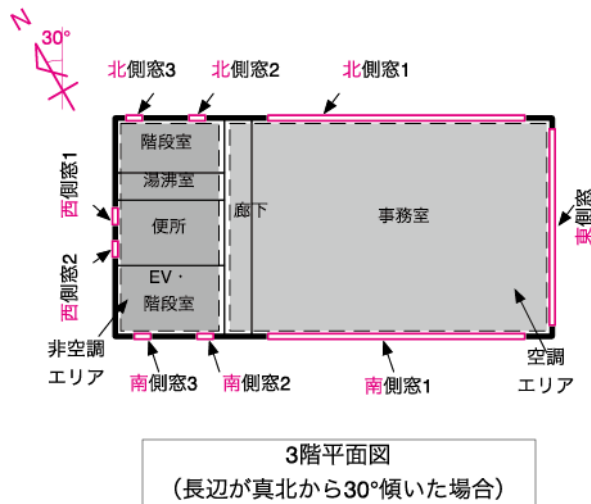 N
30°
北側窓3
北側窓2
北側窓1
階段室
湯沸室
便所
EV・
階段室
廊下
事務室
西側窓1
西側窓2
東側窓
非空調
エリア
南側窓3
南側窓2
南側窓1
空調
エリア
3階平面図
（長辺が真北から30°傾いた場合）